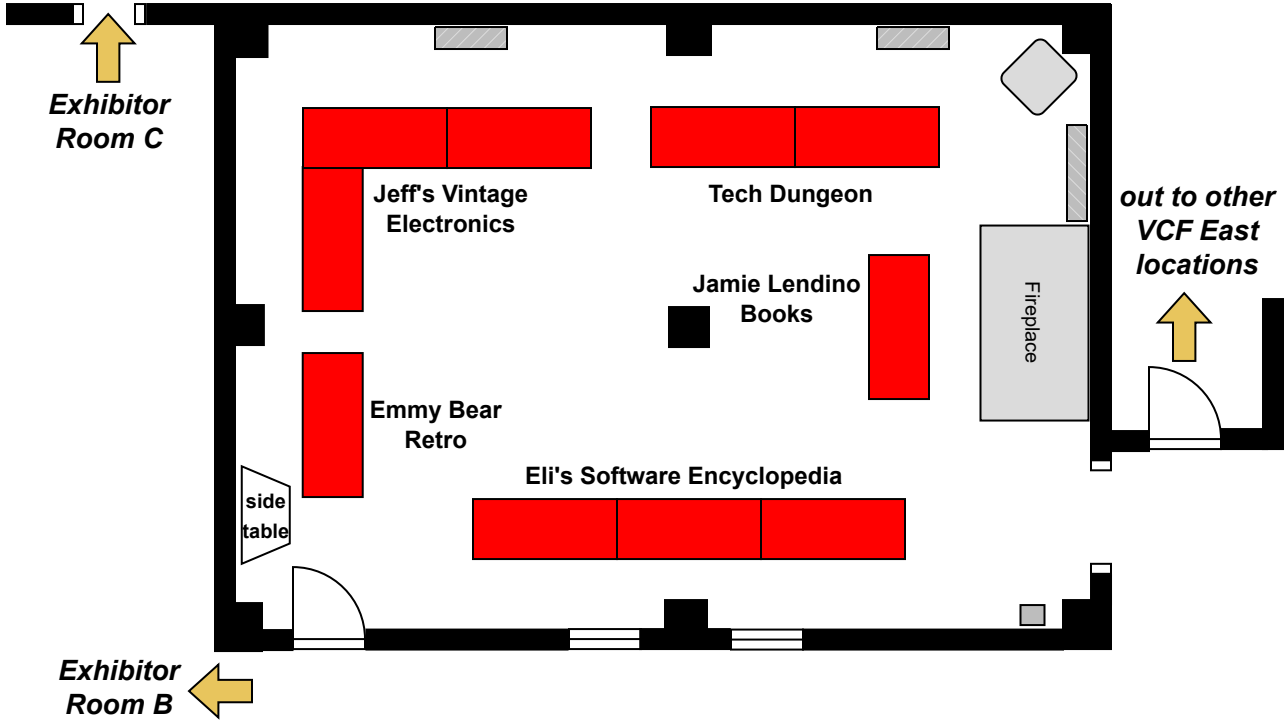 Exhibitor
Room C
Jeff's Vintage
Electronics
Tech Dungeon
out to other
VCF East
locations
Jamie Lendino
Books
Fireplace
Emmy Bear
Retro
Eli's Software Encyclopedia
side
table
Exhibitor
Room B